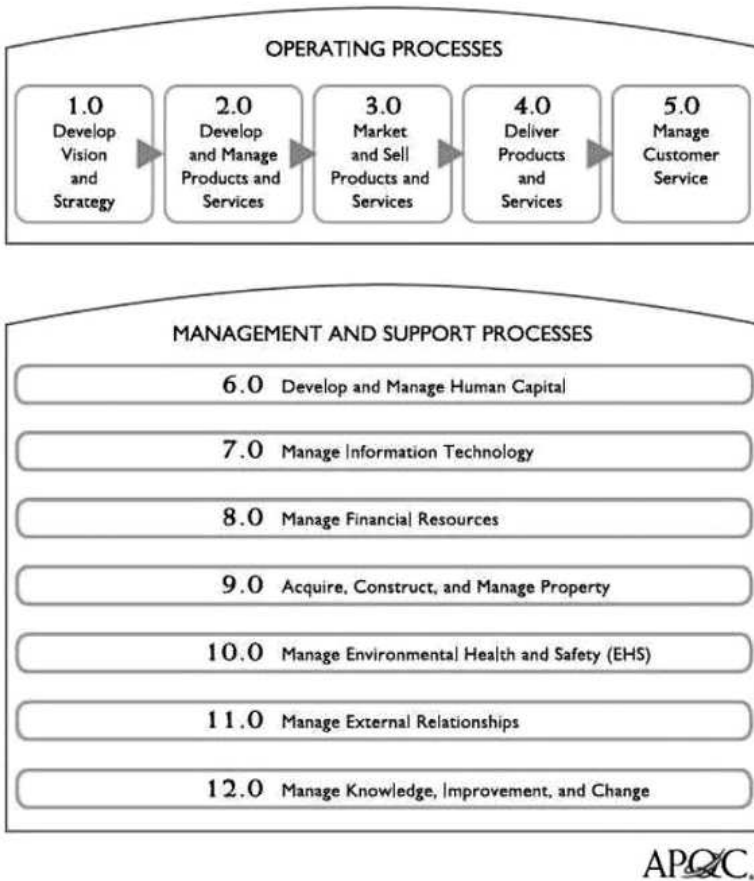 OPERATING PROCESSES
1.0
Develop
Vision
and
Strategy
2.0
Develop
and Manage
Products and
Services
3.0
Market
and Sell
Products and
Services
4.0
Deliver
Products
and
Services
5.0
Manage
Customer
Service
MANAGEMENT AND SUPPORT PROCESSES
6.0 Develop and Manage Human Capital
7.0 Manage Information Technology
8.0 Manage Financial Resources
9.0 Acquire, Construct, and Manage Property
10.0 Manage Environmental Health and Safety (EHS)
11.0 Manage External Relationships
12.0 Manage Knowledge, Improvement, and Change
APQC